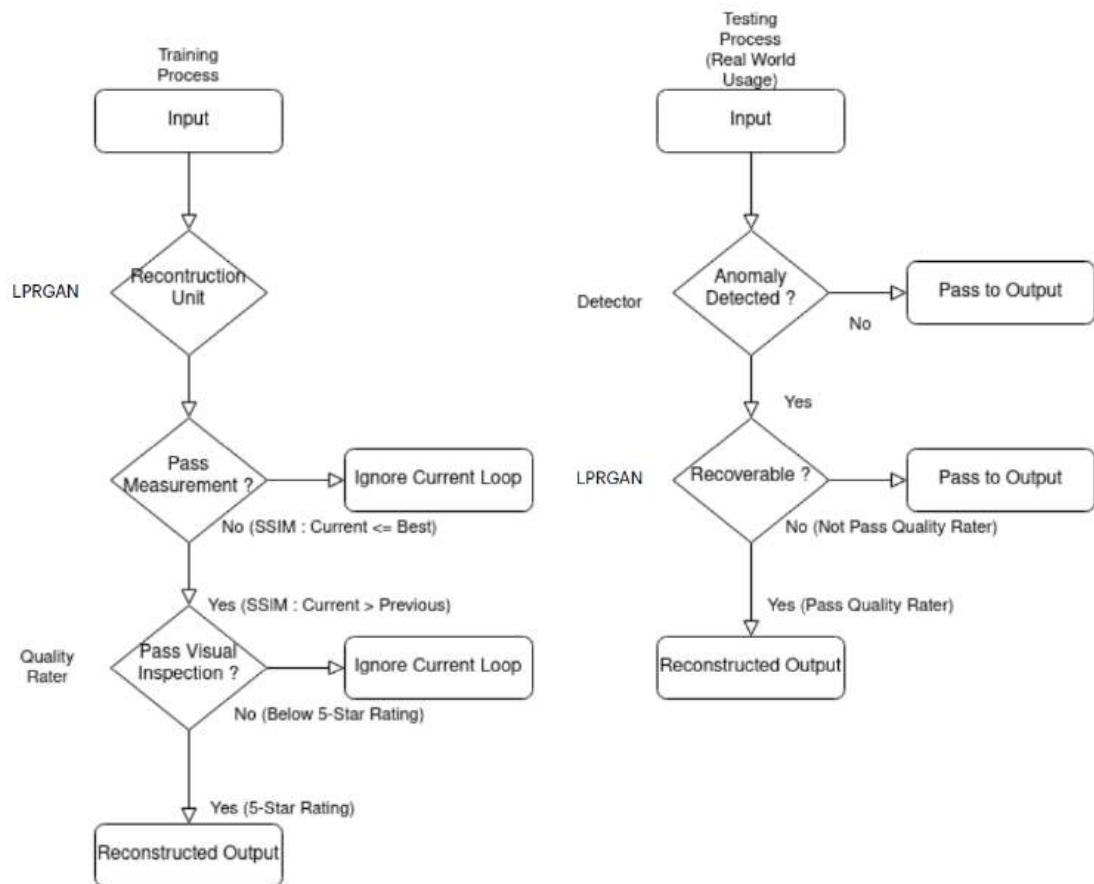 Training
Process
Input
LPRGAN
Recontruction
Unit
Pass
Measurement ?
Ignore Current Loop
No (SSIM : Current <= Best)
Yes (SSIM : Current > Previous)
Quality
Rater
Pass Visual
Inspection ?
Ignore Current Loop
No (Below 5-Star Rating)
Yes (5-Star Rating)
Reconstructed Output
Testing
Process
(Real World
Usage)
Input
Detector
Anomaly
Detected ?
Pass to Output
No
Yes
LPRGAN
Recoverable ?
Pass to Output
No (Not Pass Quality Rater)
Yes (Pass Quality Rater)
Reconstructed Output